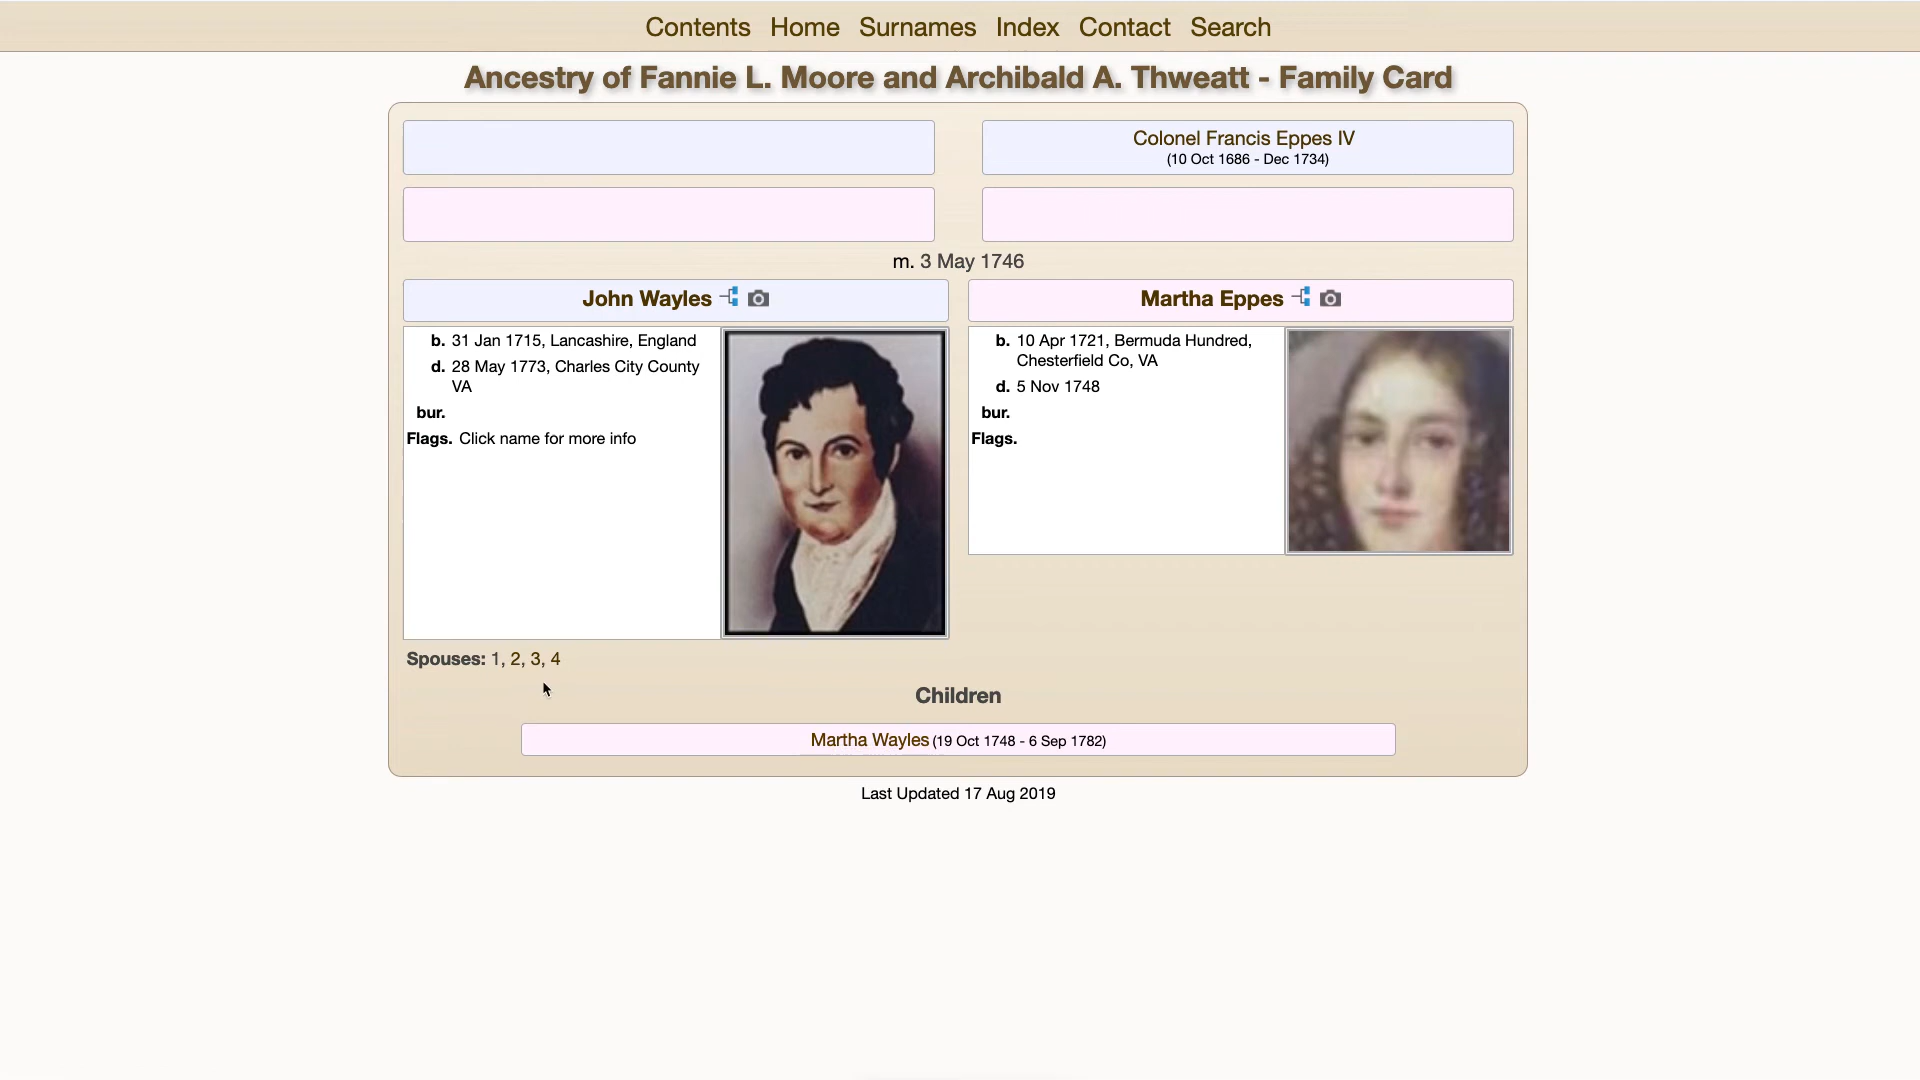 Contents Home Surnames Index Contact Search
Ancestry of Fannie L. Moore and Archibald A. Thweatt - Family Card
Colonel Francis Eppes IV
(10 Oct 1686 - Dec 1734)
m. 3 May 1746
John Wayles
b. 31 Jan 1715, Lancashire, England
d. 28 May 1773, Charles City County
VA
bur.
Flags. Click name for more info
Martha Eppes
b. 10 Apr 1721, Bermuda Hundred,
Chesterfield Co, VA
d. 5 Nov 1748
bur.
Flags.
Spouses: 1, 2, 3, 4
Children
Martha Wayles (19 Oct 1748 - 6 Sep 1782)
Last Updated 17 Aug 2019